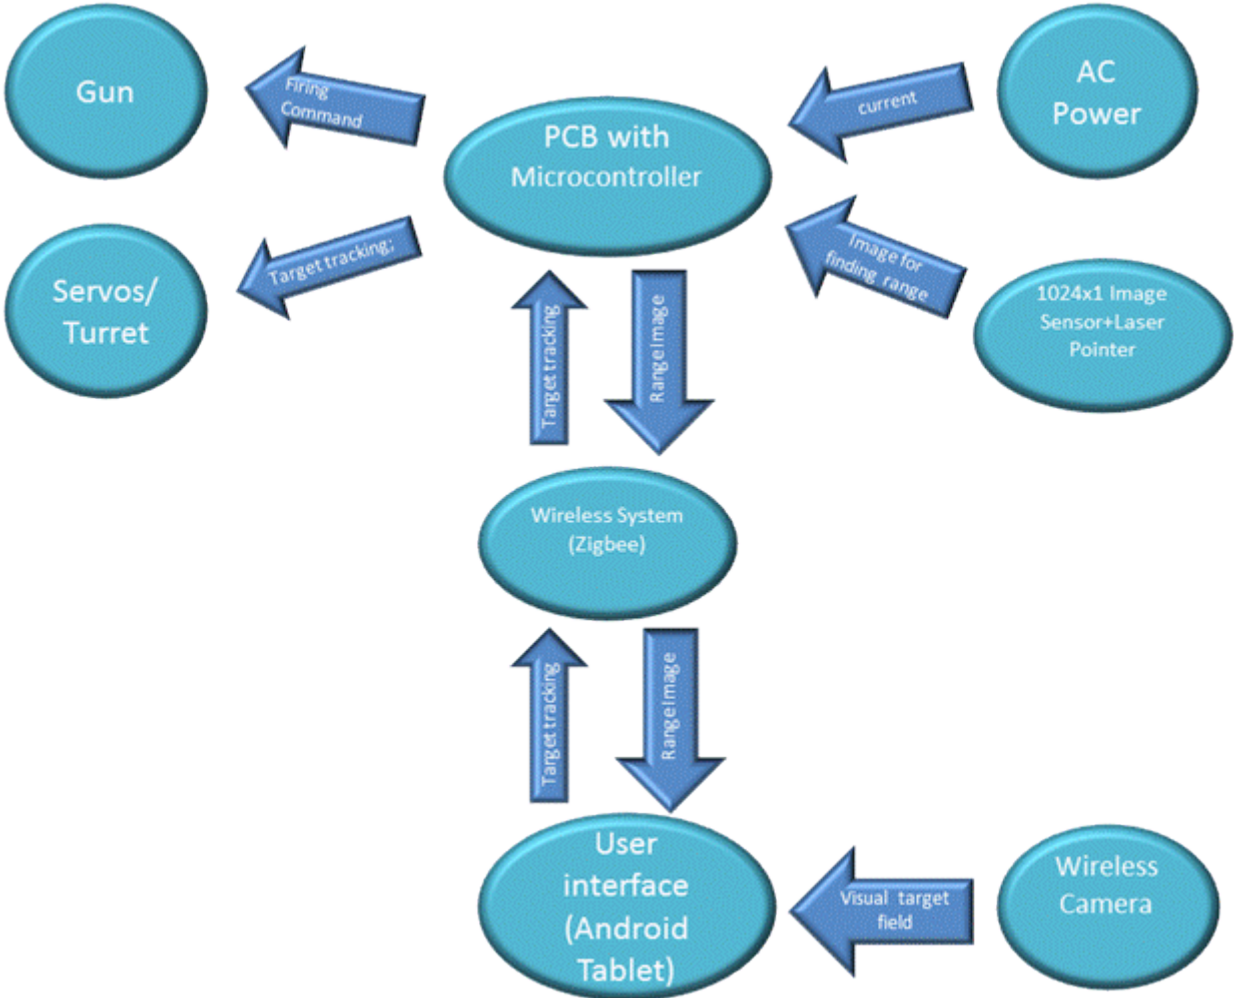 Gun
Firing
Command
PCB with
Microcontroller
current
AC
Power
Servos/
Turret
Target tracking;
Image for
finding range
1024x1 Image
Sensor+Laser
Pointer
Target tracking
Range Image
Wireless System
(Zigbee)
Target tracking
Range Image
User
interface
(Android
Tablet)
Visual target
field
Wireless
Camera